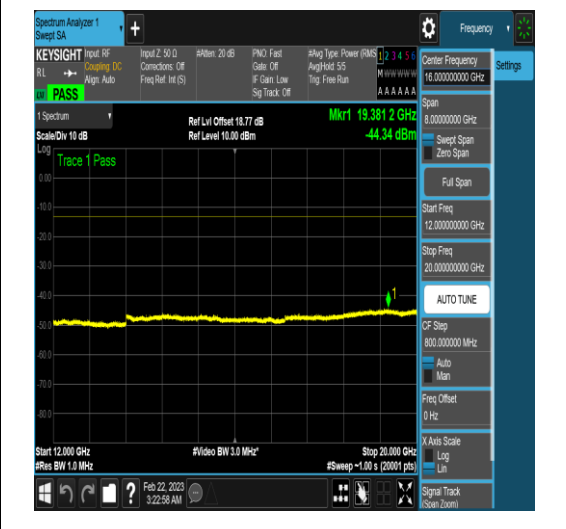 Spectrum Analyzer 1
Swept SA
Frequency
KEYSIGHT
Input: RF
Coupling: DC
Align: Auto
Input Z: 50 Ω
Corrections: Off
Freq Ref: Int (S)
#Atten: 20 dB
PNO: Fast
Gate: Off
IF Gain: Low
Sig Track: Off
#Avg Type: Power (RMS
Avg|Hold: 5/5
Trig: Free Run
1 2 3 4 5 6
M W W W W W
A A A A A A
RL
PASS
1 Spectrum
Scale/Div 10 dB
Ref Lvl Offset 18.77 dB
Ref Level 10.00 dBm
Mkr1 19.381 2 GHz
-44.34 dBm
Log
Trace 1 Pass
0.00
-10.0
-20.0
-30.0
-40.0
-50.0
-60.0
-70.0
-80.0
1
Start 12.000 GHz
#Res BW 1.0 MHz
#Video BW 3.0 MHz*
Stop 20.000 GHz
#Sweep ~1.00 s (20001 pts)
Feb 22, 2023
3:22:58 AM
Center Frequency
16.000000000 GHz
Settings
Span
8.00000000 GHz
Swept Span
Zero Span
Full Span
Start Freq
12.000000000 GHz
Stop Freq
20.000000000 GHz
AUTO TUNE
CF Step
800.000000 MHz
Auto
Man
Freq Offset
0 Hz
X Axis Scale
Log
Lin
Signal Track
(Span Zoom)